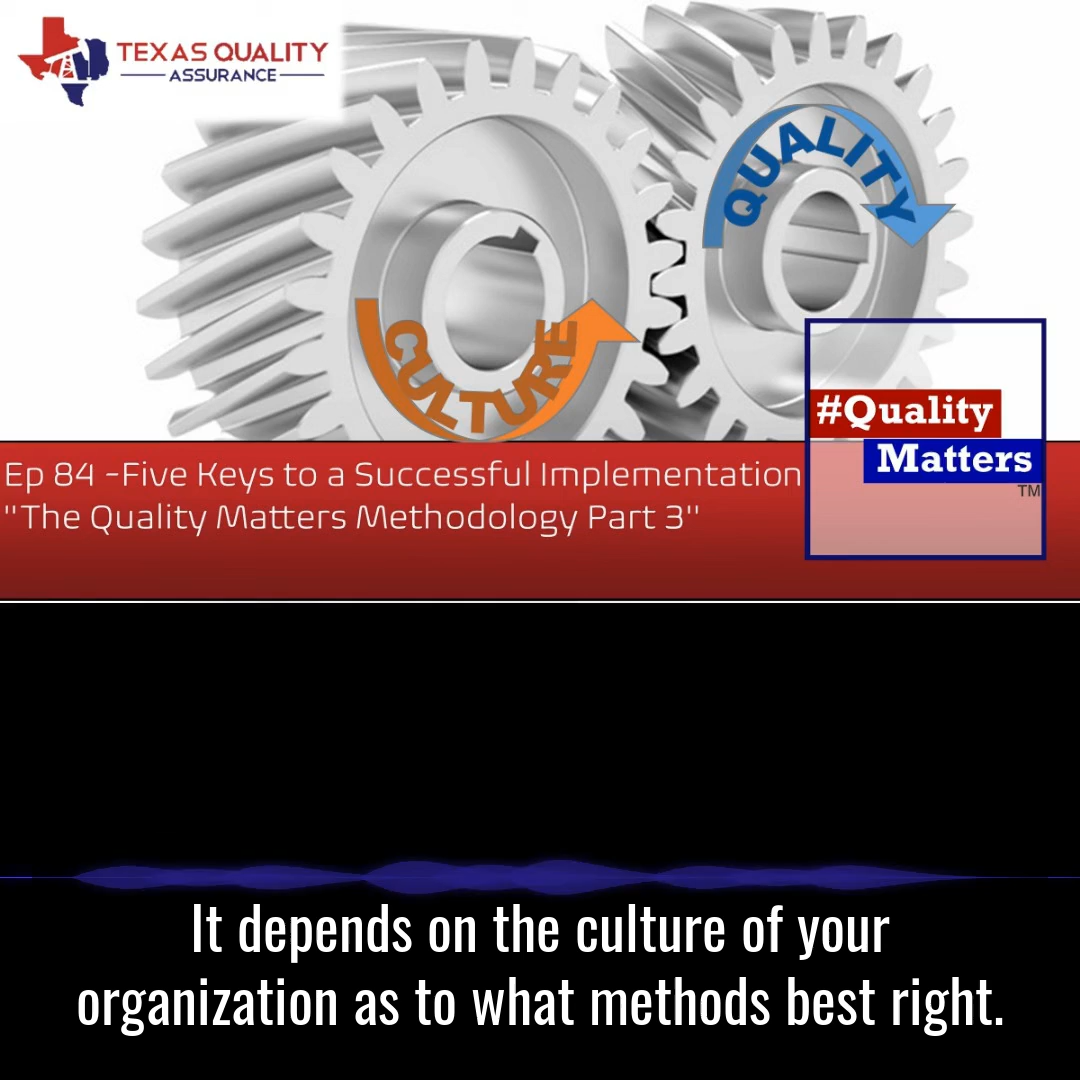 TEXAS QUALITY
ASSURANCE
QUALITY
CULTURE
#Quality
Matters
TM
Ep 84 -Five Keys to a Successful Implementation
"The Quality Matters Methodology Part 3"
It depends on the culture of your
organization as to what methods best right.